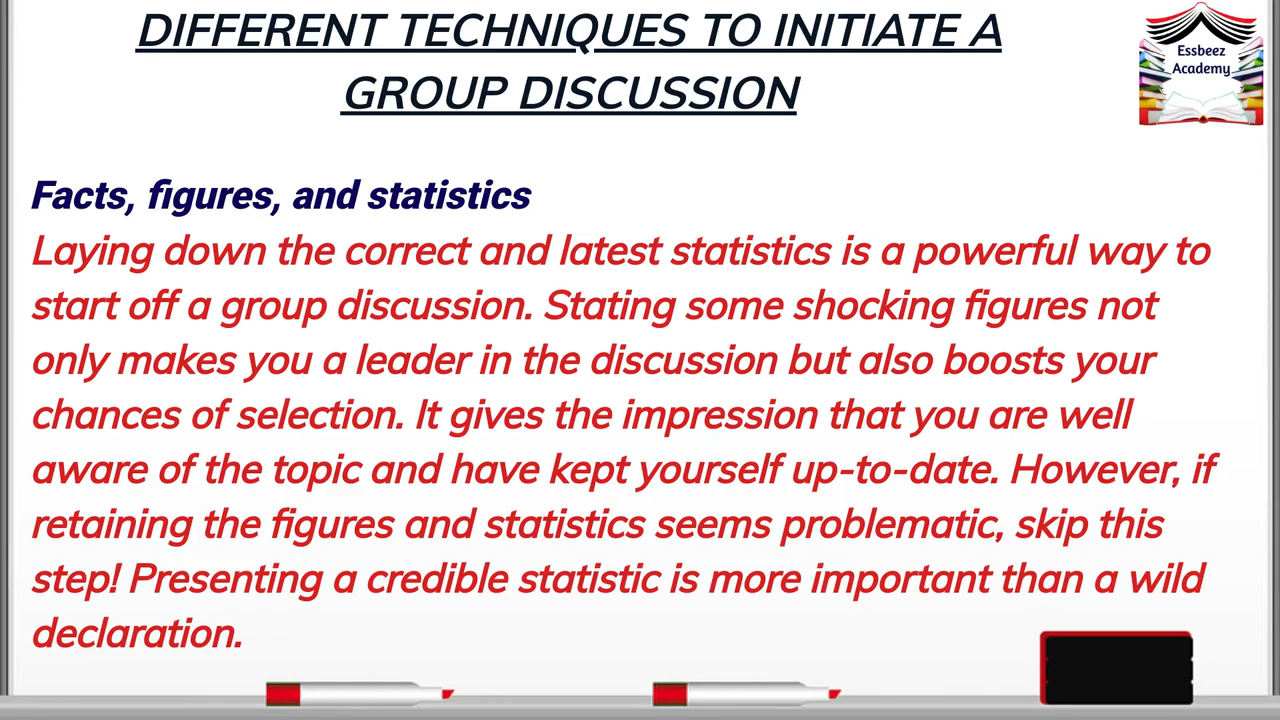 DIFFERENT TECHNIQUES TO INITIATE A
GROUP DISCUSSION
Essbeez
Academy
Facts, figures, and statistics
Laying down the correct and latest statistics is a powerful way to
start off a group discussion. Stating some shocking figures not
only makes you a leader in the discussion but also boosts your
chances of selection. It gives the impression that you are well
aware of the topic and have kept yourself up-to-date. However, if
retaining the figures and statistics seems problematic, skip this
step! Presenting a credible statistic is more important than a wild
declaration.